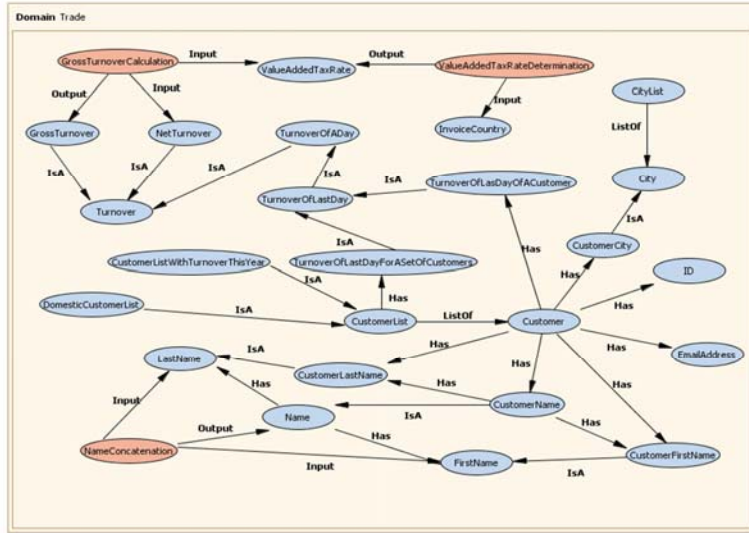 Domain Trade
GrossTurnoverCalculation
Input
Output
ValueAddedTaxRateDetermination
ValueAddedTaxRate
CityList
Output
Input
Input
GrossTurnover
NetTurnover
TurnoverOfADay
InvoiceCountry
ListOf
IsA
IsA
IsA
IsA
IsA
TurnoverOfLasDayOfACustomer
City
Turnover
TurnoverOfLastDay
IsA
IsA
CustomerCity
Has
CustomerListWithTurnoverThisYear
TurnoverOfLastDayForASetOfCustomers
Has
ID
IsA
Has
Has
DomesticCustomerList
IsA
CustomerList
ListOf
Customer
Has
Has
Has
EmailAddress
LastName
IsA
CustomerLastName
Has
Has
Has
Input
Has
Name
IsA
CustomerName
Output
Has
Has
NameConcatenation
Input
FirstName
IsA
CustomerFirstName